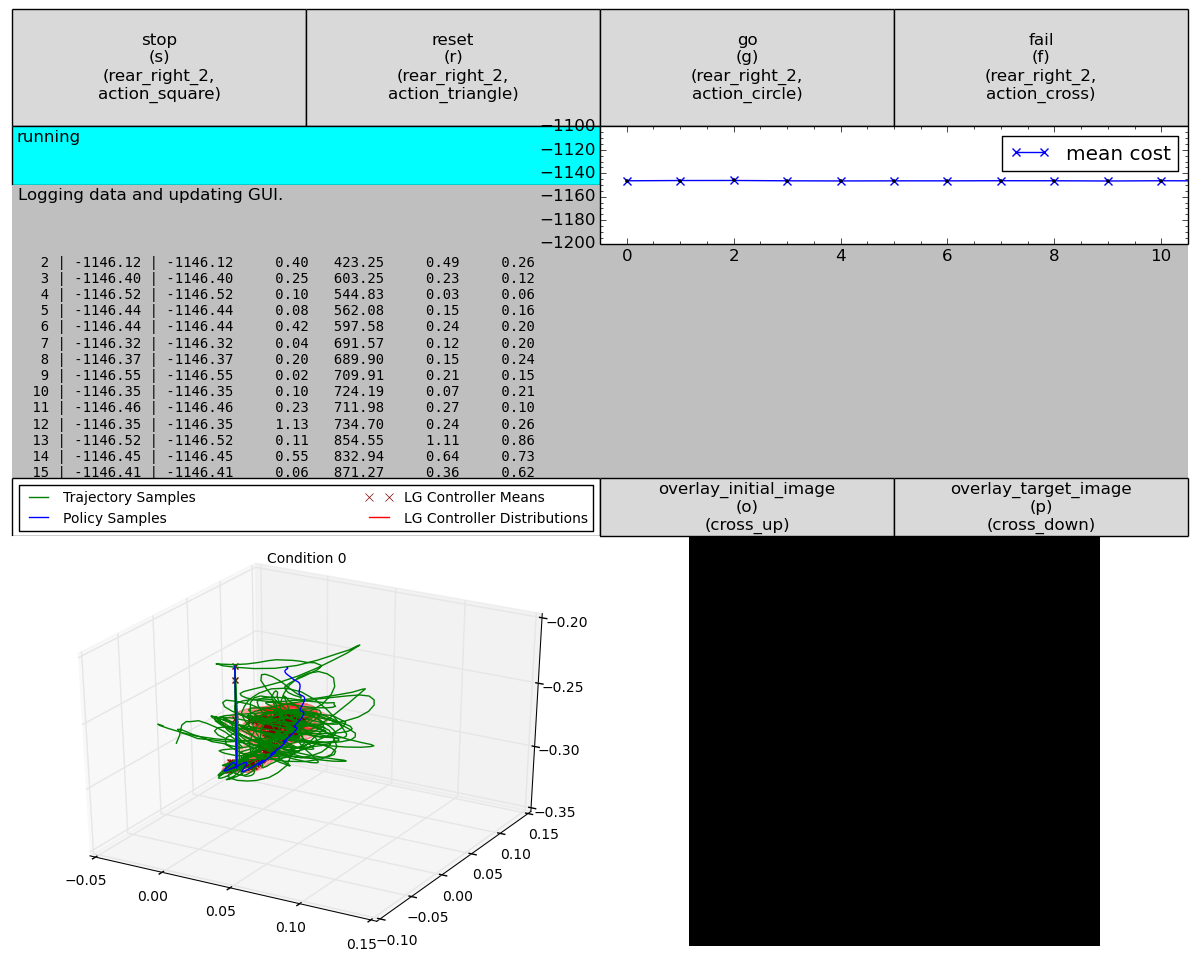 stop
(s)
(rear_right_2,
action_square)
reset
(r)
(rear_right_2,
action_triangle)
go
(g)
(rear_right_2,
action_circle)
fail
(f)
(rear_right_2,
action_cross)
running
−1100
−1120
−1140
−1160
−1180
−1200
mean cost
0 2 4 6 8 10
Logging data and updating GUI.
2 | -1146.12 | -1146.12 0.40 423.25 0.49 0.26
3 | -1146.40 | -1146.40 0.25 603.25 0.23 0.12
4 | -1146.52 | -1146.52 0.10 544.83 0.03 0.06
5 | -1146.44 | -1146.44 0.08 562.08 0.15 0.16
6 | -1146.44 | -1146.44 0.42 597.58 0.24 0.20
7 | -1146.32 | -1146.32 0.04 691.57 0.12 0.20
8 | -1146.37 | -1146.37 0.20 689.90 0.15 0.24
9 | -1146.55 | -1146.55 0.02 709.91 0.21 0.15
10 | -1146.35 | -1146.35 0.10 724.19 0.07 0.21
11 | -1146.46 | -1146.46 0.23 711.98 0.27 0.10
12 | -1146.35 | -1146.35 1.13 734.70 0.24 0.26
13 | -1146.52 | -1146.52 0.11 854.55 1.11 0.86
14 | -1146.45 | -1146.45 0.55 832.94 0.64 0.73
15 | -1146.41 | -1146.41 0.06 871.27 0.36 0.62
Trajectory Samples
Policy Samples
LG Controller Means
LG Controller Distributions
overlay_initial_image
(o)
(cross_up)
overlay_target_image
(p)
(cross_down)
Condition 0
−0.20
−0.25
−0.30
−0.35
0.15
0.10
0.05
0.00
−0.05
−0.10
−0.05
0.00
0.05
0.10
0.15